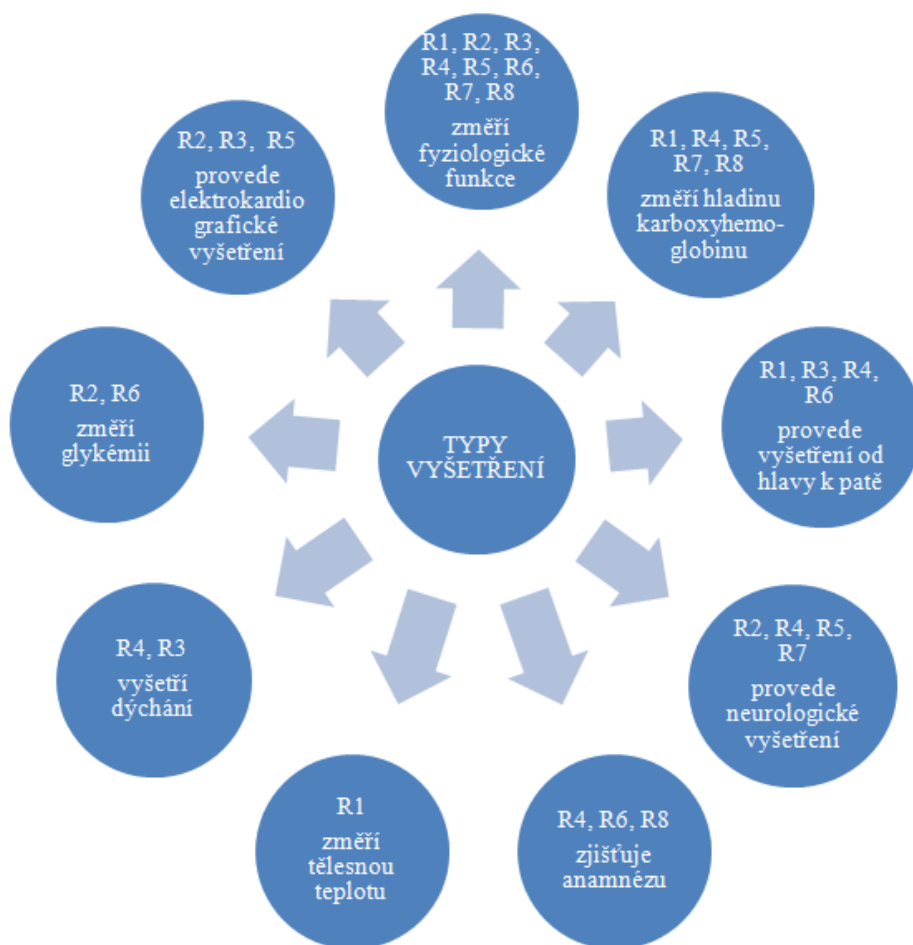 R1, R2, R3,
R4, R5, R6,
R7, R8
změří
fyziologické
funkce
R1, R4, R5,
R7, R8
změří hladinu
karboxyhemo-
globinu
R1, R3, R4,
R6
provede
vyšetření od
hlavy k patě
R2, R4, R5,
R7
provede
neurologické
vyšetření
R4, R6, R8
zjišťuje
anamnézu
R1
změří
tělesnou
teplotu
R4, R3
vyšetří
dýchání
R2, R6
změří
glykémii
R2, R3, R5
provede
elektrokardio
grafické
vyšetření
TYPY
VYŠETŘENÍ